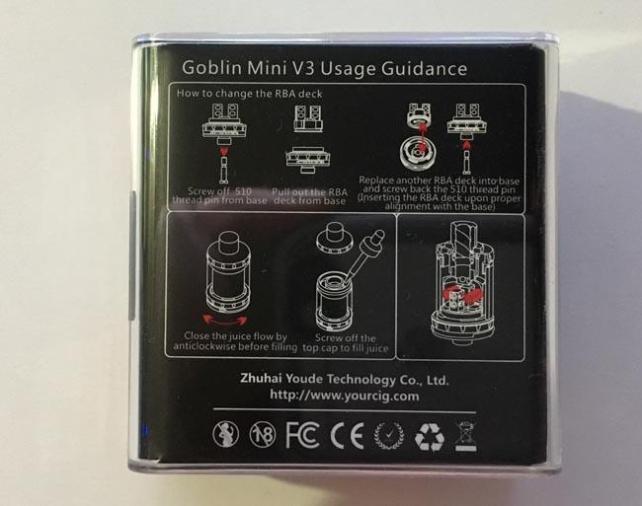 Goblin Mini V3 Usage Guidance
How to change the RBA deck
Screw off 510
thread pin from base
Pull out the RBA
deck from base
Replace another RBA deck into base
and screw back the 510 thread pin
(Inserting the RBA deck upon proper
alignment with the base)
Close the juice flow by
anticlockwise before filling
Screw off the
top cap to fill juice
Zhuhai Youde Technology Co., Ltd.
http://www.yourcig.com
18 FC CE